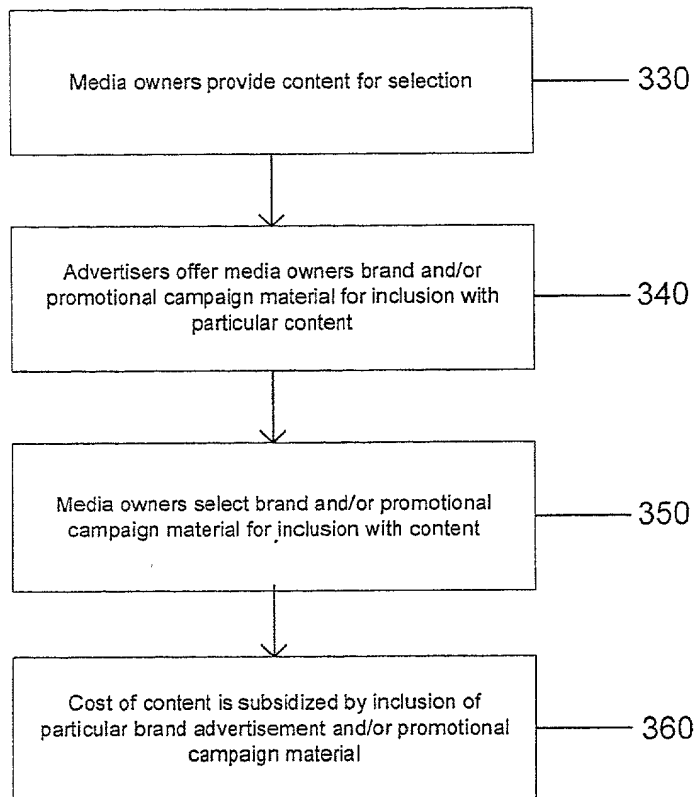 Media owners provide content for selection
330
Advertisers offer media owners brand and/or
promotional campaign material for inclusion with
particular content
340
Media owners select brand and/or promotional
campaign material for inclusion with content
350
Cost of content is subsidized by inclusion of
particular brand advertisement and/or promotional
campaign material
360